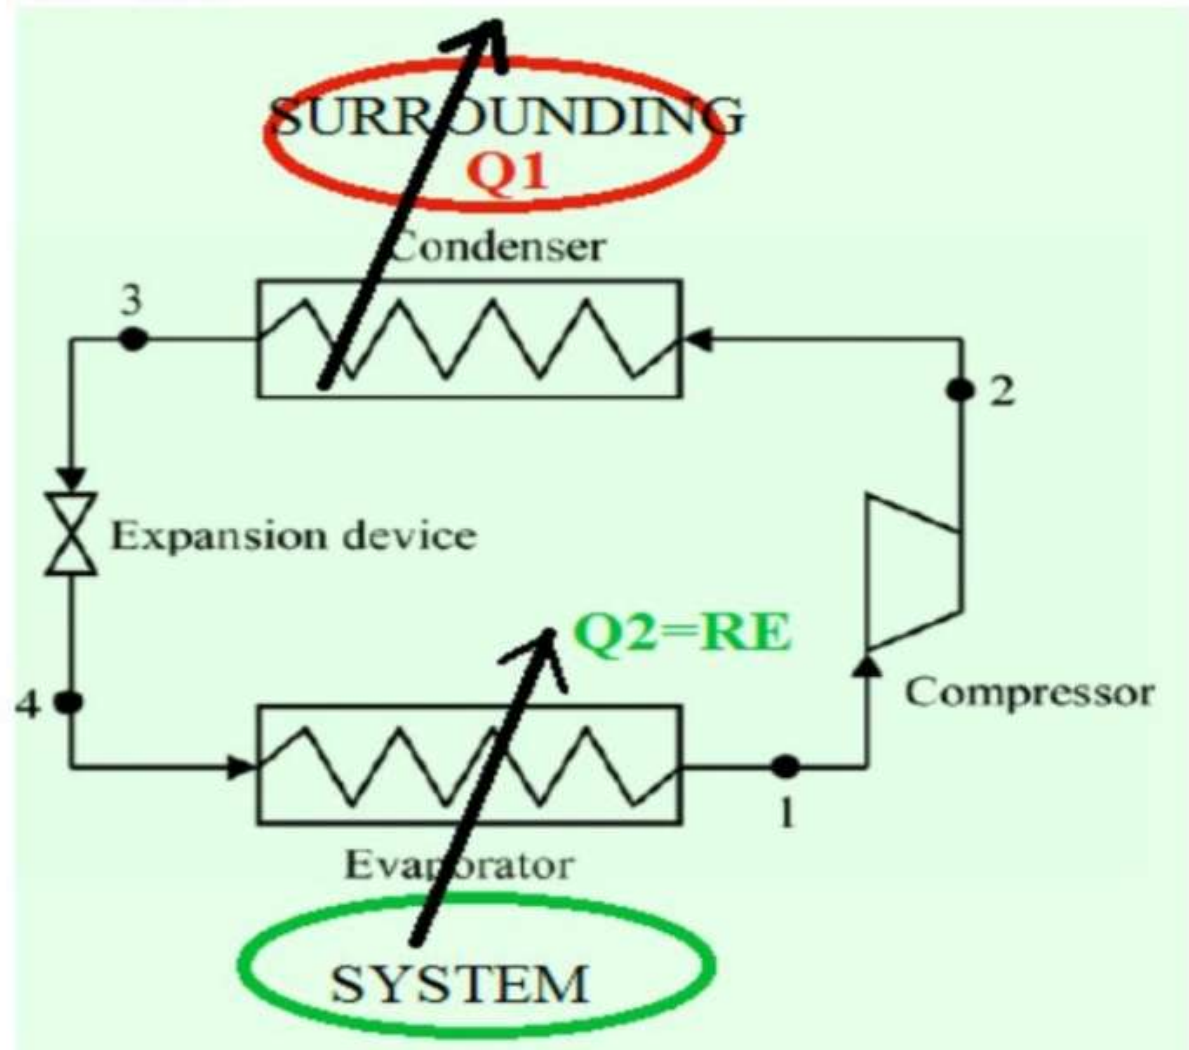 SURROUNDING
Q1
Condenser
3
2
Expansion device
Q2=RE
4
Compressor
1
Evaporator
SYSTEM